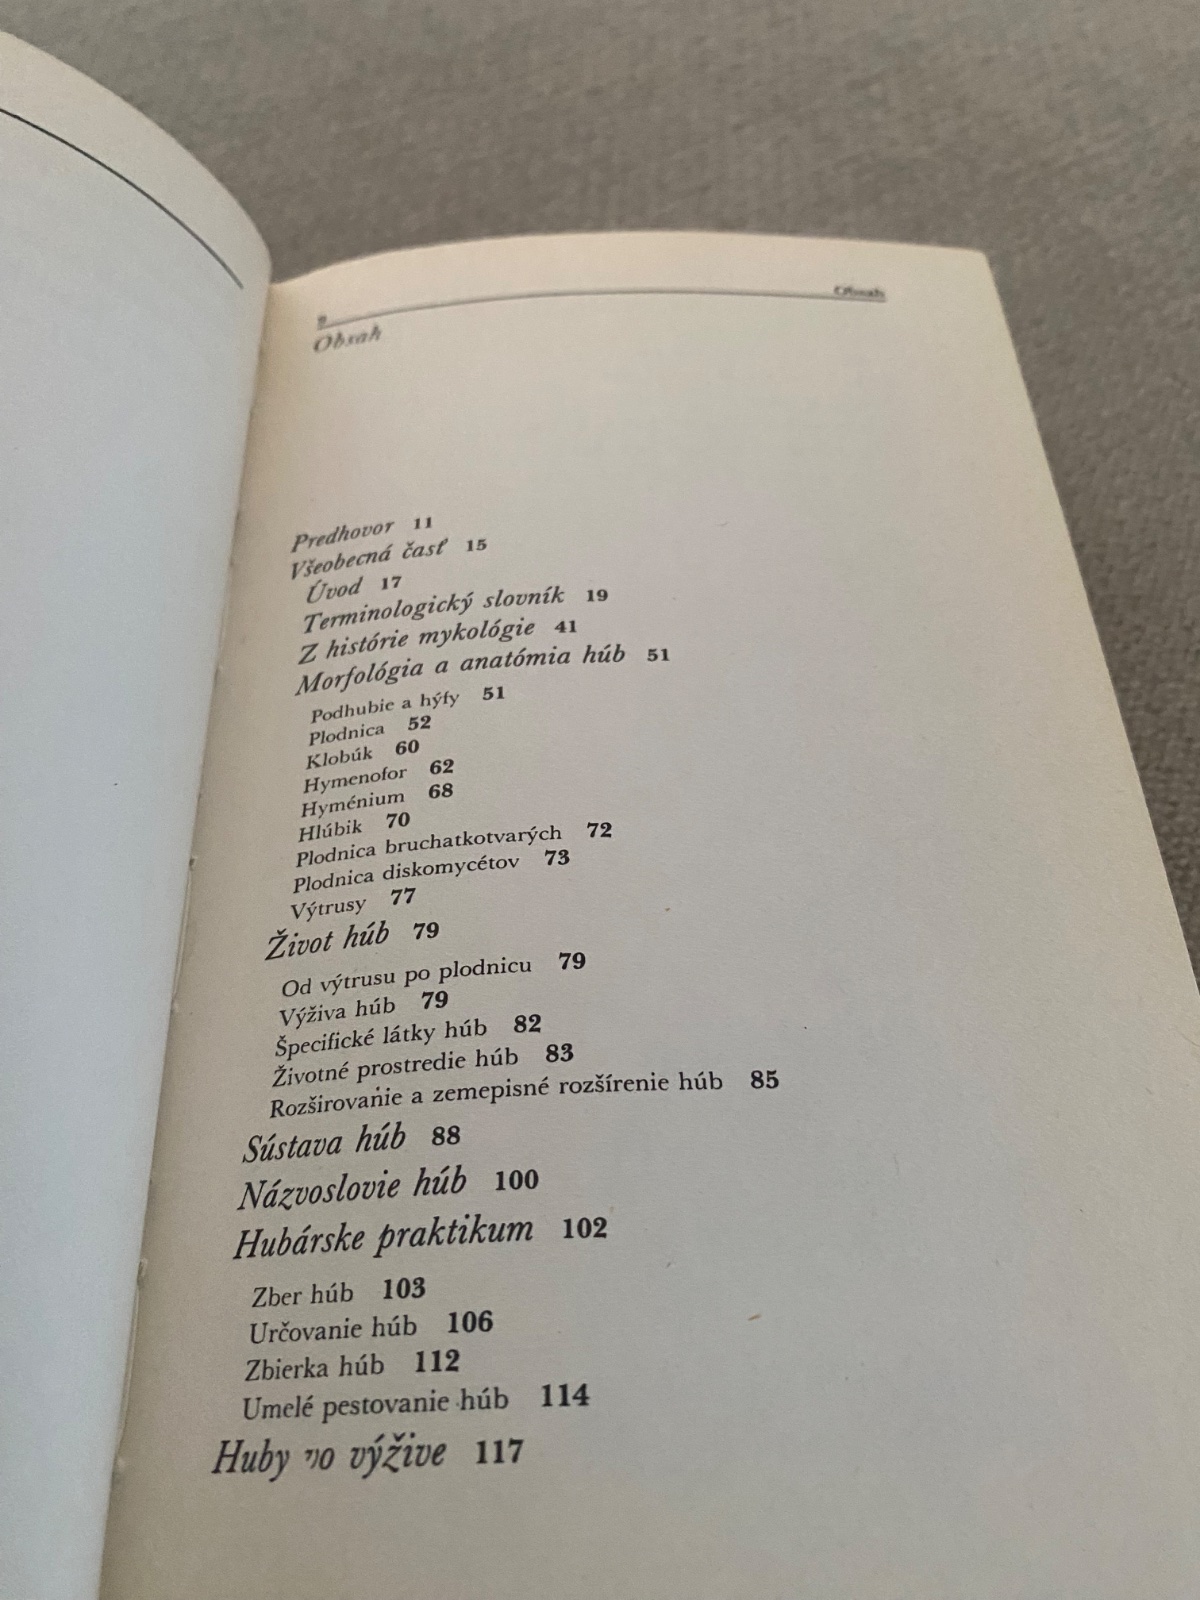 9 Obsah
Obsah
Predhovor 11
Všeobecná časť 15
Úvod 17
Terminologický slovník 19
Z histórie mykológie 41
Morfológia a anatómia húb 51
Podhubie a hýfy 51
Plodnica 52
Klobúk 60
Hymenofor 62
Hyménium 68
Hlúbik 70
Plodnica bruchatkotvarých 72
Plodnica diskomycétov 73
Výtrusy 77
Život húb 79
Od výtrusu po plodnicu 79
Výživa húb 79
Špecifické látky húb 82
Životné prostredie húb 83
Rozširovanie a zemepisné rozšírenie húb 85
Sústava húb 88
Názvoslovie húb 100
Hubárske praktikum 102
Zber húb 103
Určovanie húb 106
Zbierka húb 112
Umelé pestovanie húb 114
Huby vo výžive 117